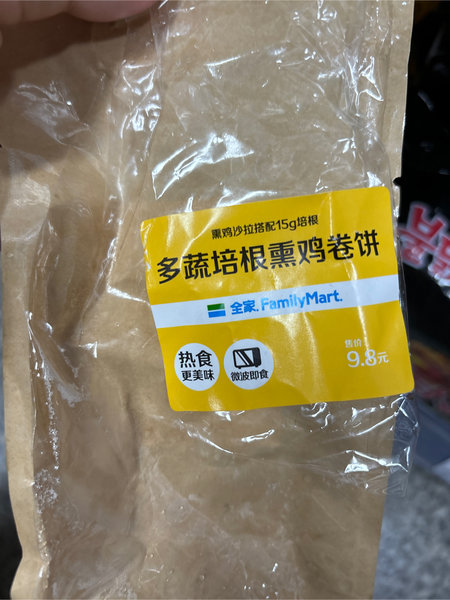 熏鸡沙拉搭配15g培根
多蔬培根熏鸡卷饼
全家 FamilyMart
热食
更美味
微波即食
售价
9.8元